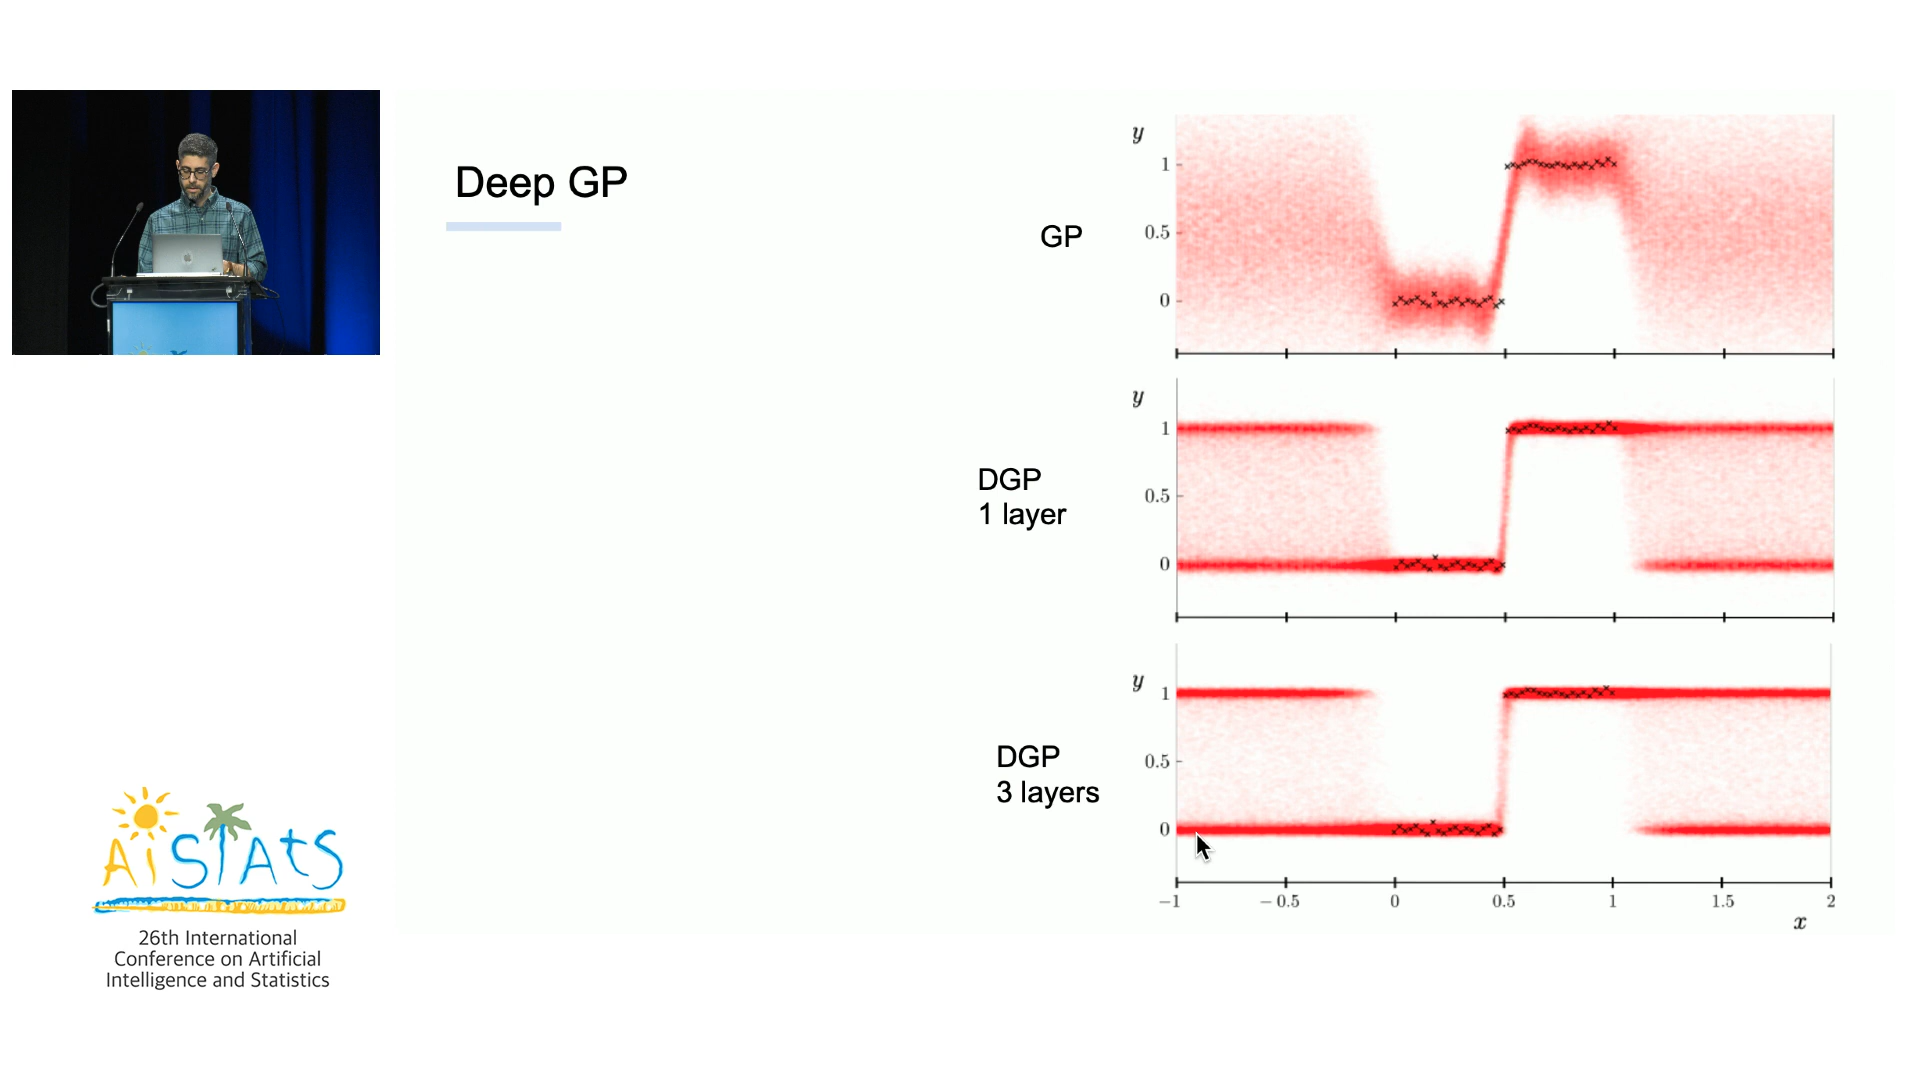 Deep GP
GP
y
1
0.5
0
DGP
1 layer
y
1
0.5
0
DGP
3 layers
y
1
0.5
0
−1 −0.5 0 0.5 1 1.5 2
x
AiStAtS
26th International
Conference on Artificial
Intelligence and Statistics